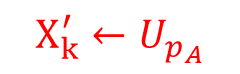 X′ₖ ← U_{p_A}